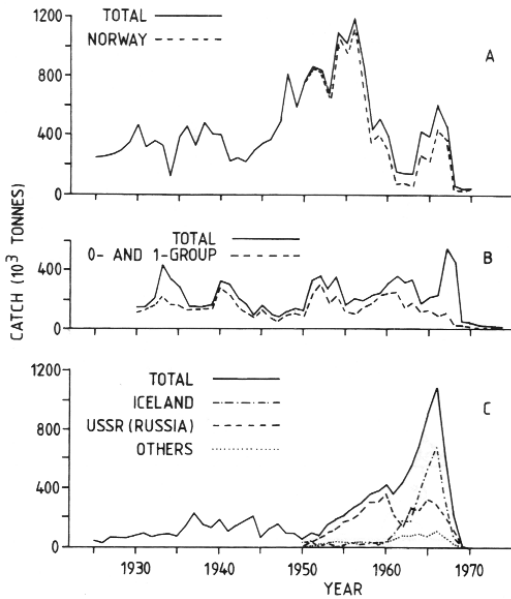 1200
TOTAL
NORWAY
A
800
400
0
TOTAL
0- AND 1-GROUP
B
400
0
CATCH (10³ TONNES)
1200
TOTAL
ICELAND
C
USSR (RUSSIA)
800
OTHERS
400
0
1930 1940 1950 1960 1970
YEAR